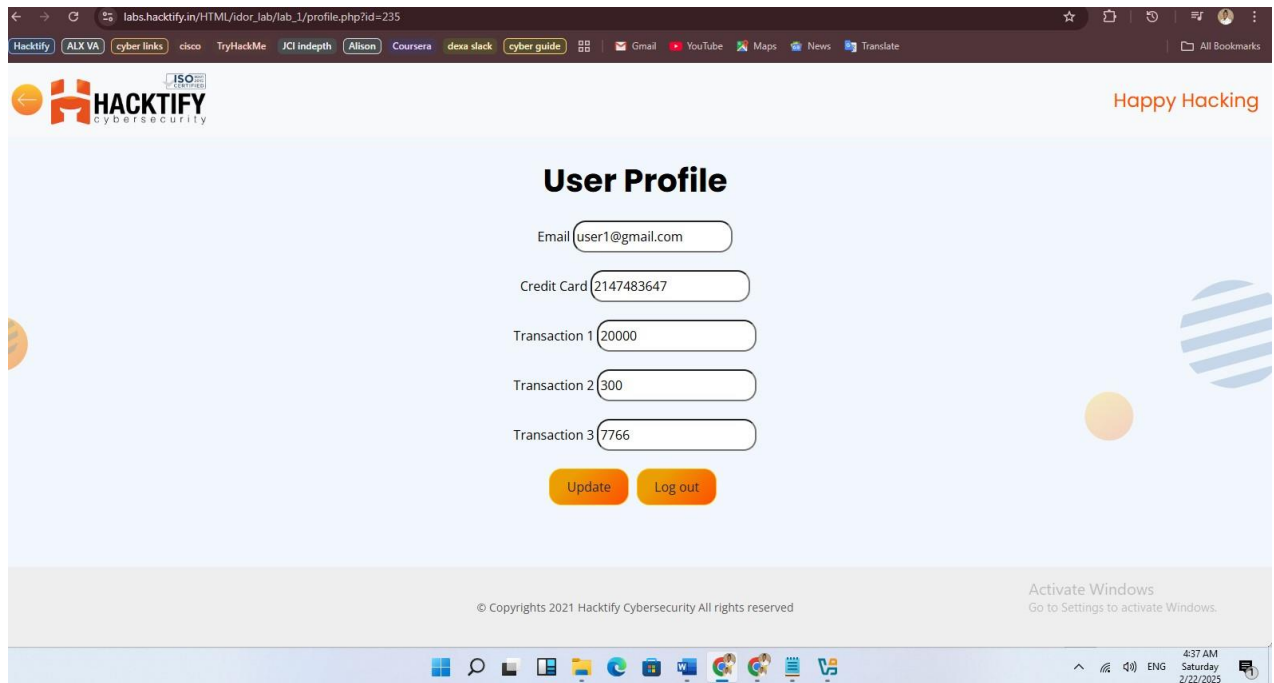 labs.hacktify.in/HTML/idor_lab/lab_1/profile.php?id=235
Hacktify ALX VA cyber links cisco TryHackMe JCI indepth Alison Coursera dexa slack cyber guide Gmail YouTube Maps News Translate All Bookmarks
ISO
CERTIFIED
HACKTIFY
cybersecurity
Happy Hacking
User Profile
Email user1@gmail.com
Credit Card 2147483647
Transaction 1 20000
Transaction 2 300
Transaction 3 7766
Update Log out
Activate Windows
© Copyrights 2021 Hacktify Cybersecurity All rights reserved
Go to Settings to activate Windows.
4:37 AM
ENG Saturday
2/22/2025